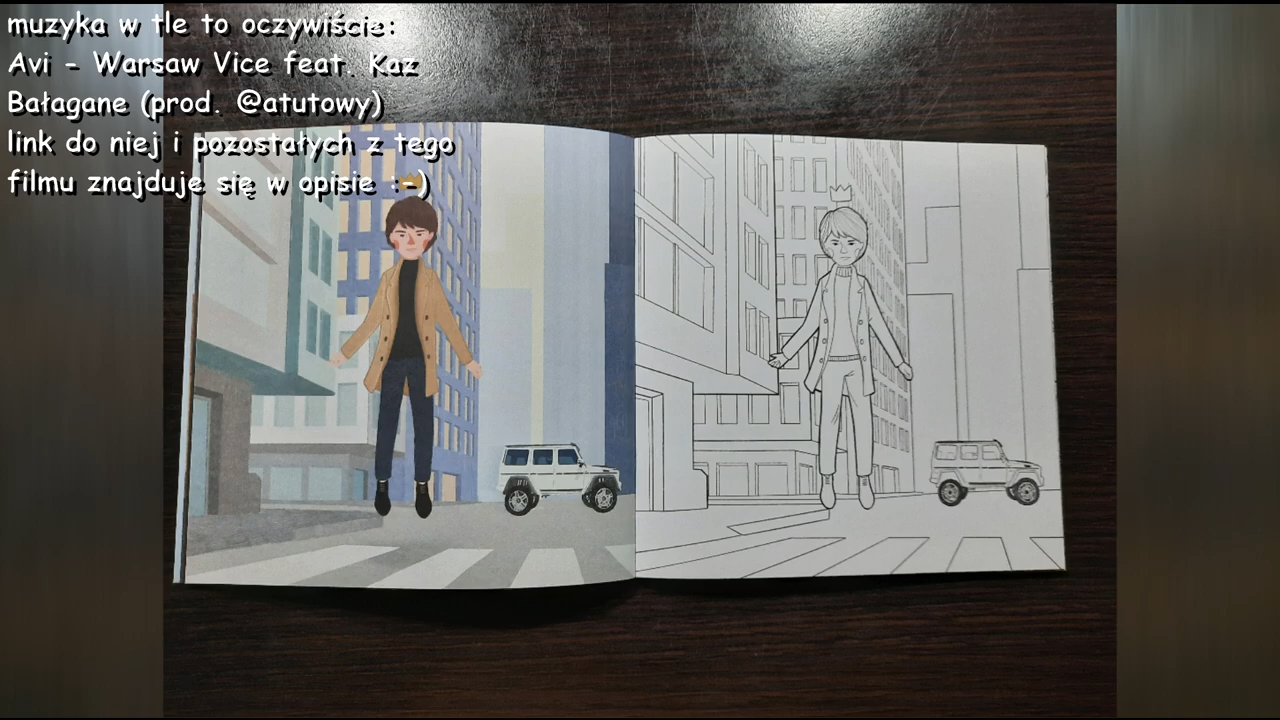 muzyka w tle to oczywiście:
Avi - Warsaw Vice feat. Kaz
Bałagane (prod. @atutowy)
link do niej i pozostałych z tego
filmu znajduje się w opisie :-)